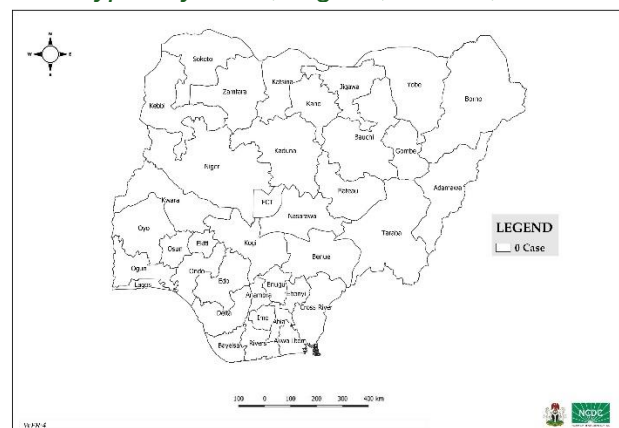 N
W E
S
Sokoto
Katsina
Jigawa
Yobe
Borno
Zamfara
Kano
Kebbi
Bauchi
Gombe
Kaduna
Niger
Adamawa
Plateau
FCT
Nasarawa
Kwara
Taraba
LEGEND
0 Case
Oyo
Osun
Ekiti
Kogi
Benue
Ogun
Ondo
Edo
Lagos
Enugu
Anambra
Ebonyi
Cross River
Delta
Imo
Abia
Bayelsa
Rivers
Akwa Ibom
100 0 100 200 300 400 km
NCDC
WER 4